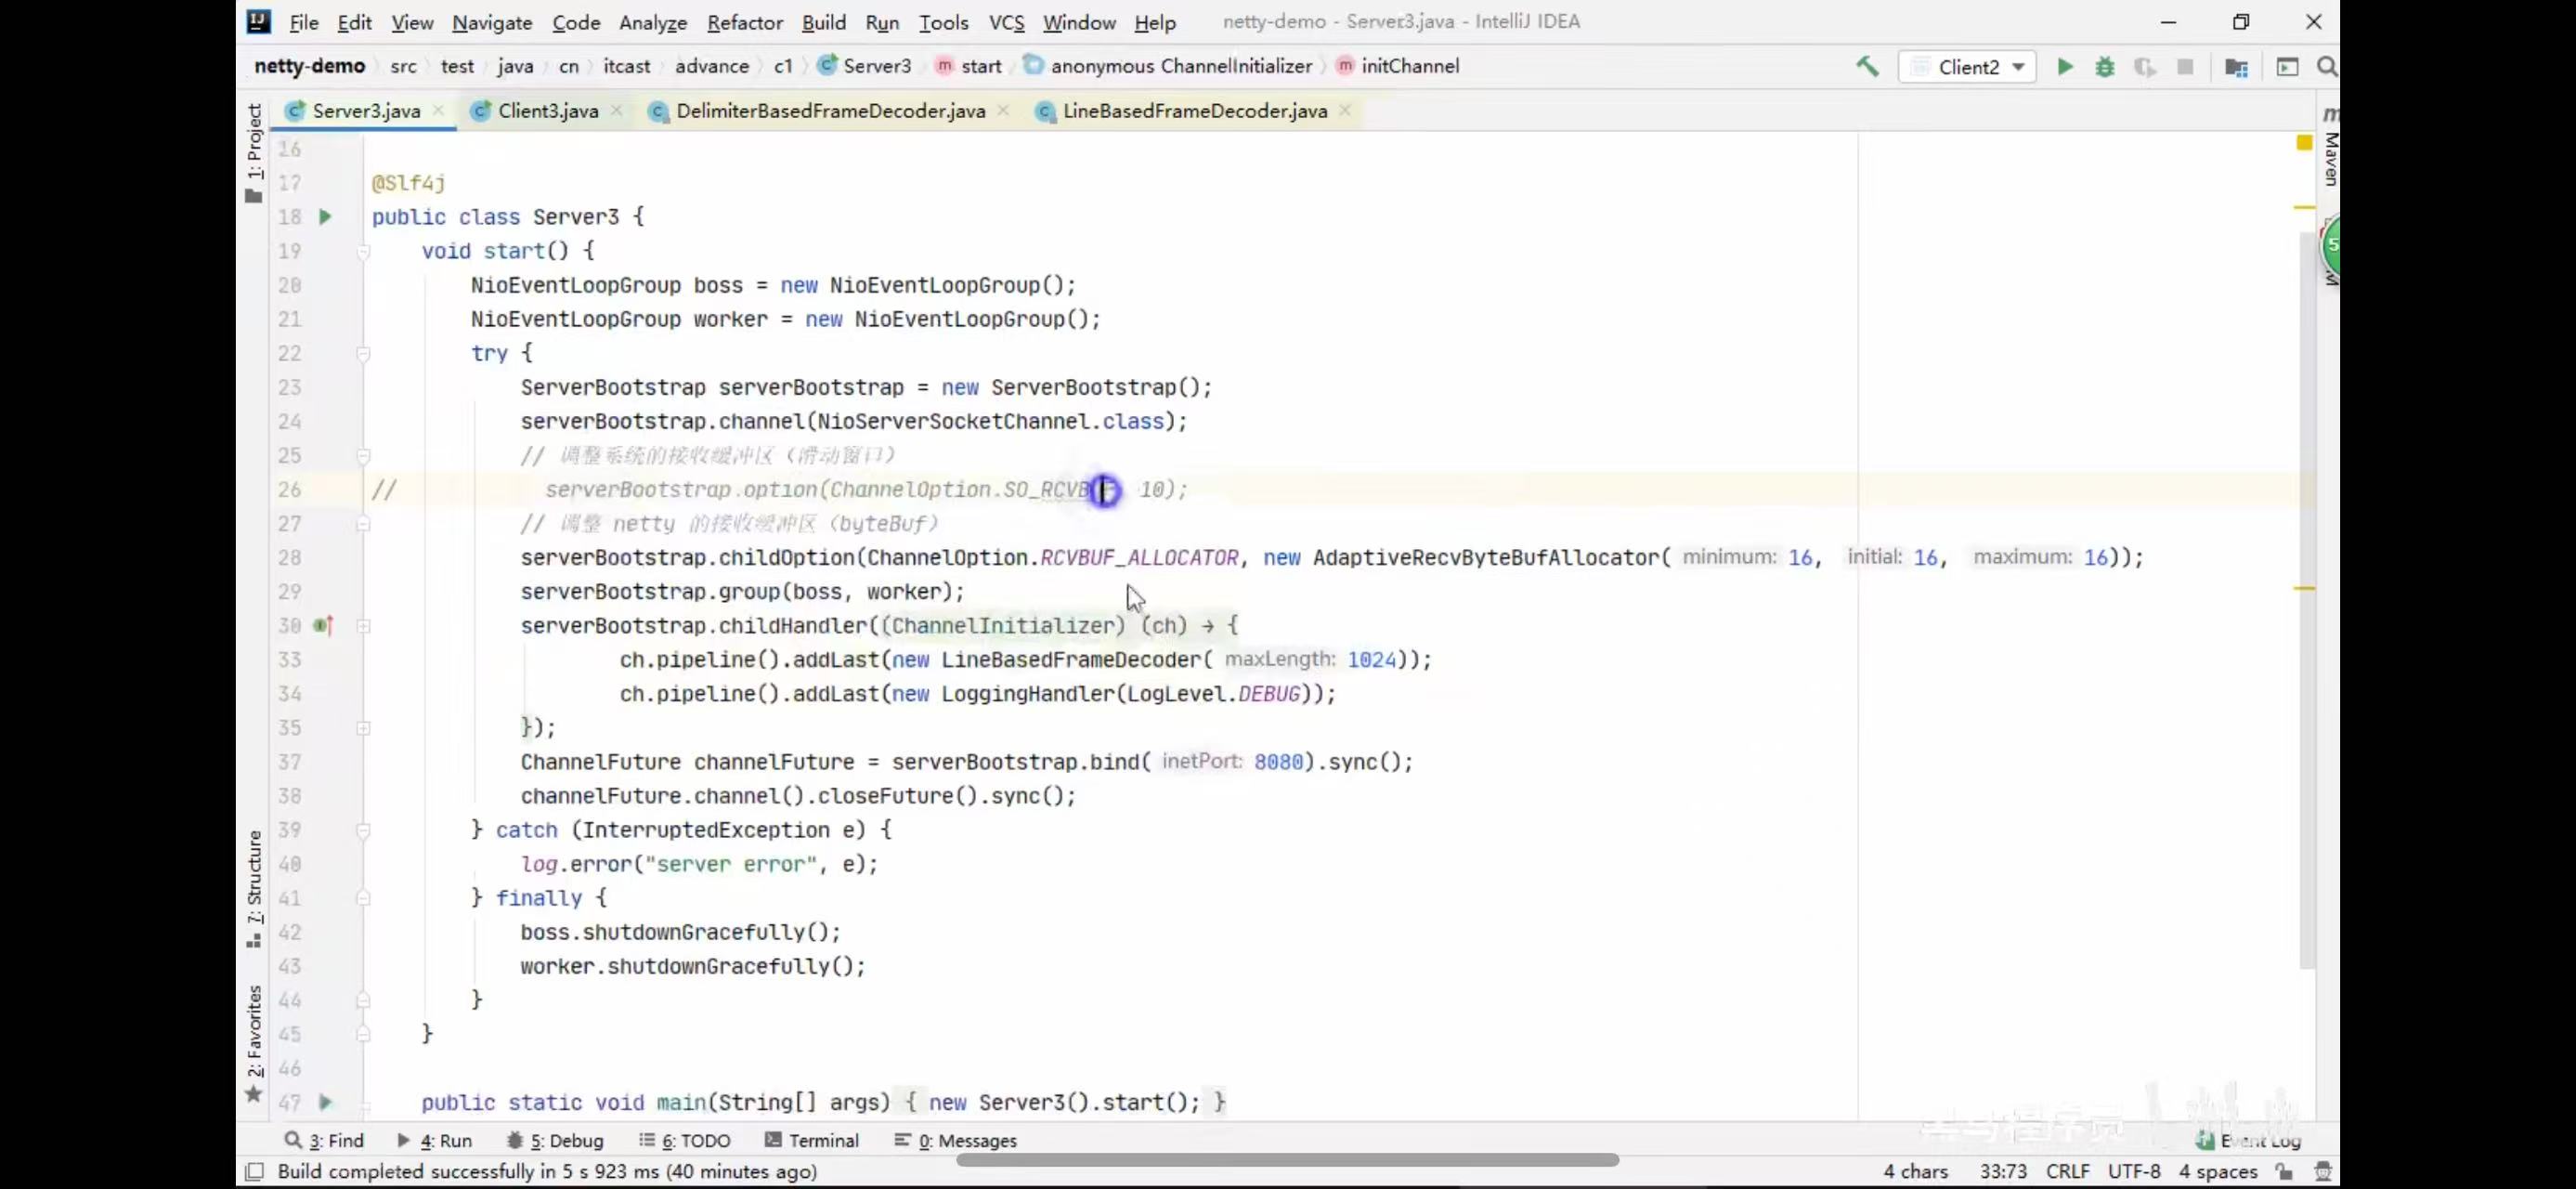 File Edit View Navigate Code Analyze Refactor Build Run Tools VCS Window Help netty-demo - Server3.java - IntelliJ IDEA
netty-demo src test java cn itcast advance c1 Server3 start anonymous ChannelInitializer initChannel Client2
Server3.java Client3.java DelimiterBasedFrameDecoder.java LineBasedFrameDecoder.java
1: Project
Maven
7: Structure
2: Favorites
16
17 @Slf4j
18 public class Server3 {
19 void start() {
20 NioEventLoopGroup boss = new NioEventLoopGroup();
21 NioEventLoopGroup worker = new NioEventLoopGroup();
22 try {
23 ServerBootstrap serverBootstrap = new ServerBootstrap();
24 serverBootstrap.channel(NioServerSocketChannel.class);
25 // 调整系统的接收缓冲区（滑动窗口）
26 // serverBootstrap.option(ChannelOption.SO_RCVB 10);
27 // 调整 netty 的接收缓冲区（byteBuf）
28 serverBootstrap.childOption(ChannelOption.RCVBUF_ALLOCATOR, new AdaptiveRecvByteBufAllocator( minimum: 16, initial: 16, maximum: 16));
29 serverBootstrap.group(boss, worker);
30 serverBootstrap.childHandler((ChannelInitializer) (ch) → {
33 ch.pipeline().addLast(new LineBasedFrameDecoder( maxLength: 1024));
34 ch.pipeline().addLast(new LoggingHandler(LogLevel.DEBUG));
35 });
37 ChannelFuture channelFuture = serverBootstrap.bind( inetPort: 8080).sync();
38 channelFuture.channel().closeFuture().sync();
39 } catch (InterruptedException e) {
40 log.error("server error", e);
41 } finally {
42 boss.shutdownGracefully();
43 worker.shutdownGracefully();
44 }
45 }
46
47 public static void main(String[] args) { new Server3().start(); }
3: Find 4: Run 5: Debug 6: TODO Terminal 0: Messages Event Log
Build completed successfully in 5 s 923 ms (40 minutes ago) 4 chars 33:73 CRLF UTF-8 4 spaces